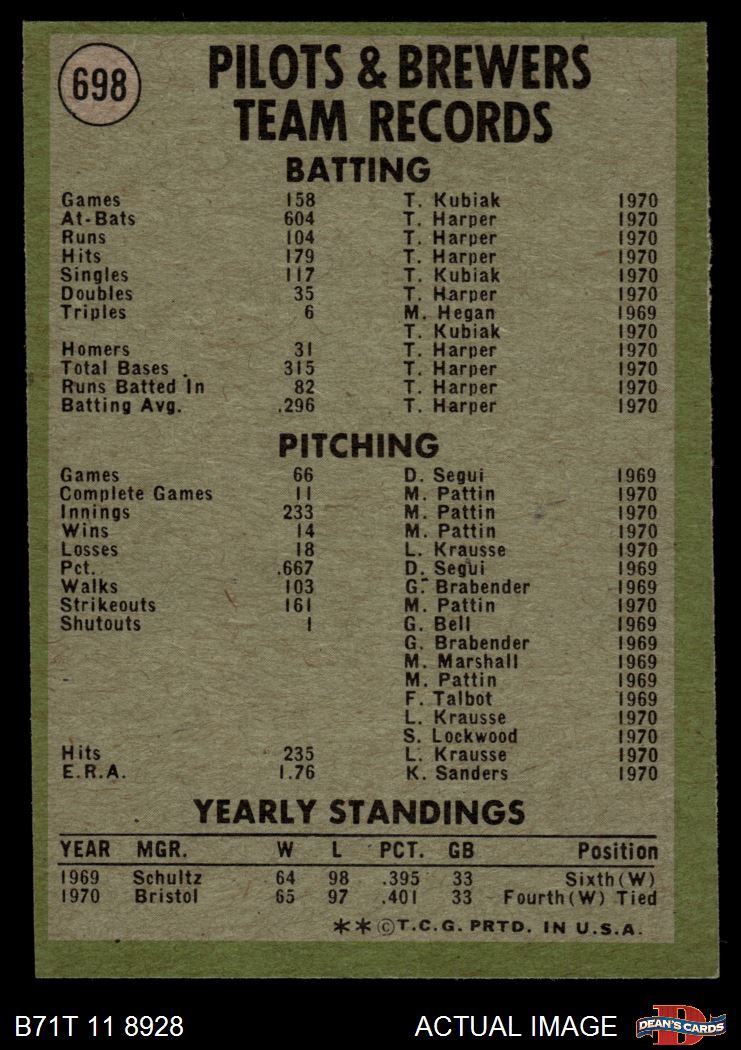 698
PILOTS & BREWERS
TEAM RECORDS
BATTING
Games 158 T. Kubiak 1970
At-Bats 604 T. Harper 1970
Runs 104 T. Harper 1970
Hits 179 T. Harper 1970
Singles 117 T. Kubiak 1970
Doubles 35 T. Harper 1970
Triples 6 M. Hegan 1969
T. Kubiak 1970
Homers 31 T. Harper 1970
Total Bases 315 T. Harper 1970
Runs Batted In 82 T. Harper 1970
Batting Avg. .296 T. Harper 1970
PITCHING
Games 66 D. Segui 1969
Complete Games 11 M. Pattin 1970
Innings 233 M. Pattin 1970
Wins 14 M. Pattin 1970
Losses 18 L. Krausse 1970
Pct. .667 D. Segui 1969
Walks 103 G. Brabender 1969
Strikeouts 161 M. Pattin 1970
Shutouts 1 G. Bell 1969
G. Brabender 1969
M. Marshall 1969
M. Pattin 1969
F. Talbot 1969
L. Krausse 1970
S. Lockwood 1970
Hits 235 L. Krausse 1970
E.R.A. 1.76 K. Sanders 1970
YEARLY STANDINGS
YEAR MGR. W L PCT. GB Position
1969 Schultz 64 98 .395 33 Sixth (W)
1970 Bristol 65 97 .401 33 Fourth (W) Tied
**©T.C.G. PRTD. IN U.S.A.
B71T 11 8928 ACTUAL IMAGE D DEAN'S CARDS